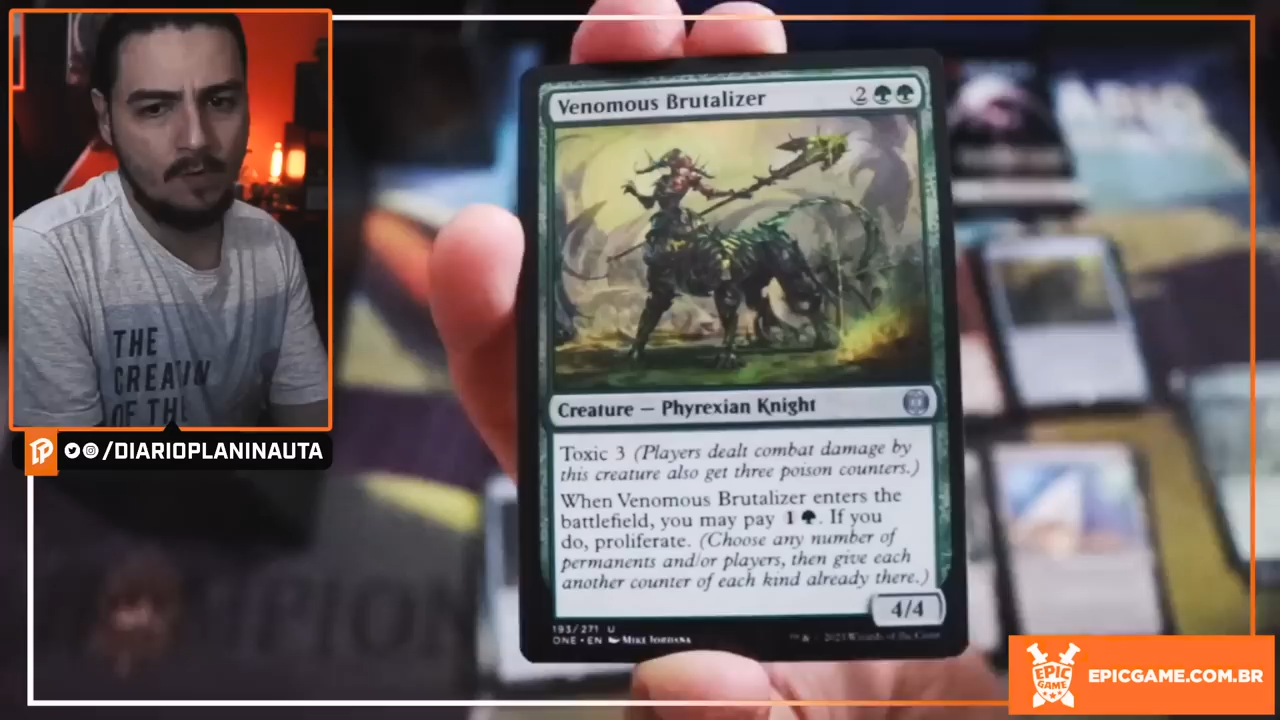 Venomous Brutalizer 2
Creature — Phyrexian Knight
Toxic 3 (Players dealt combat damage by
this creature also get three poison counters.)
When Venomous Brutalizer enters the
battlefield, you may pay 1 . If you
do, proliferate. (Choose any number of
permanents and/or players, then give each
another counter of each kind already there.)
4/4
193/271 U
ONE • EN MIKE JORDANA
THE
CREATION
OF THE
/DIARIOPLANINAUTA
EPIC
GAME
EPICGAME.COM.BR